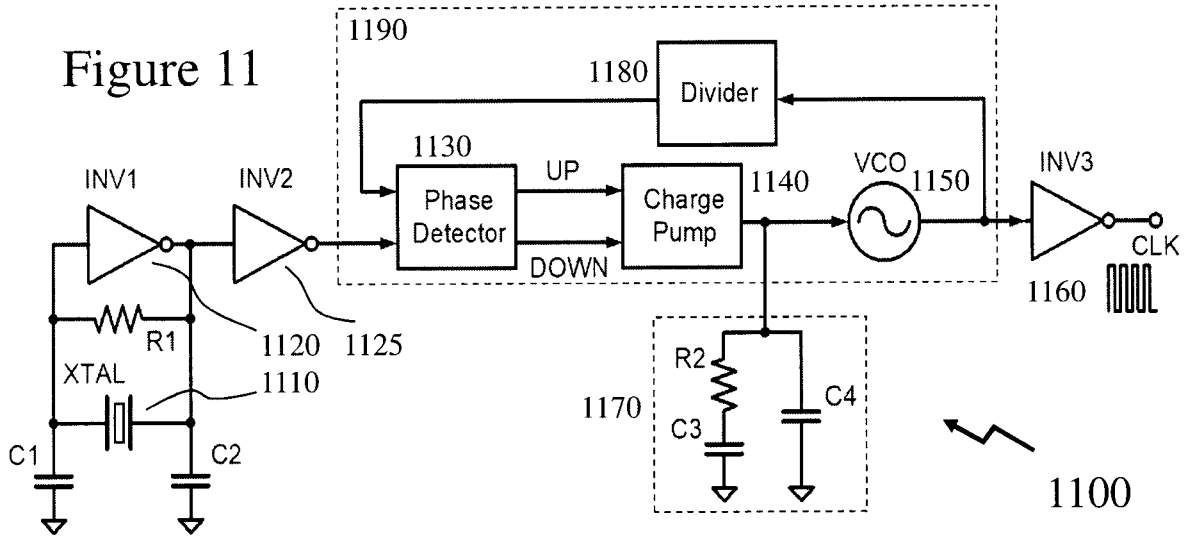 Figure 11
1190
1180
Divider
1130
INV1
INV2
Phase
Detector
UP
DOWN
Charge
Pump
1140
VCO
1150
INV3
CLK
1160
R1
1120
1125
XTAL
1110
C1
C2
1170
R2
C3
C4
1100